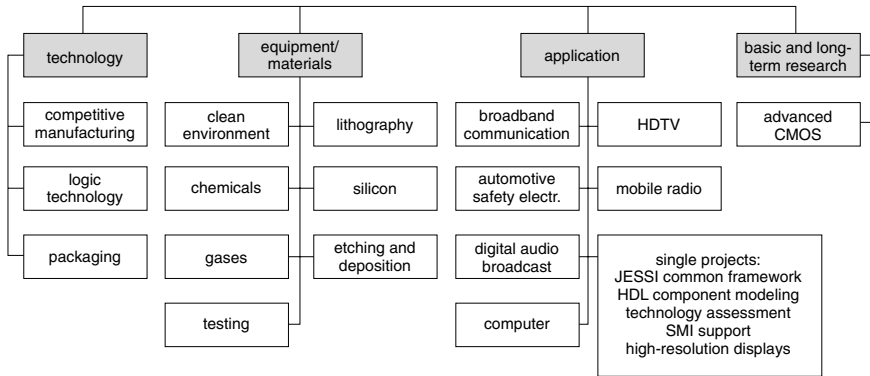 technology
equipment/
materials
application
basic and long-
term research
competitive
manufacturing
logic
technology
packaging
clean
environment
lithography
chemicals
silicon
gases
etching and
deposition
testing
broadband
communication
HDTV
automotive
safety electr.
mobile radio
digital audio
broadcast
computer
single projects:
JESSI common framework
HDL component modeling
technology assessment
SMI support
high-resolution displays
advanced
CMOS